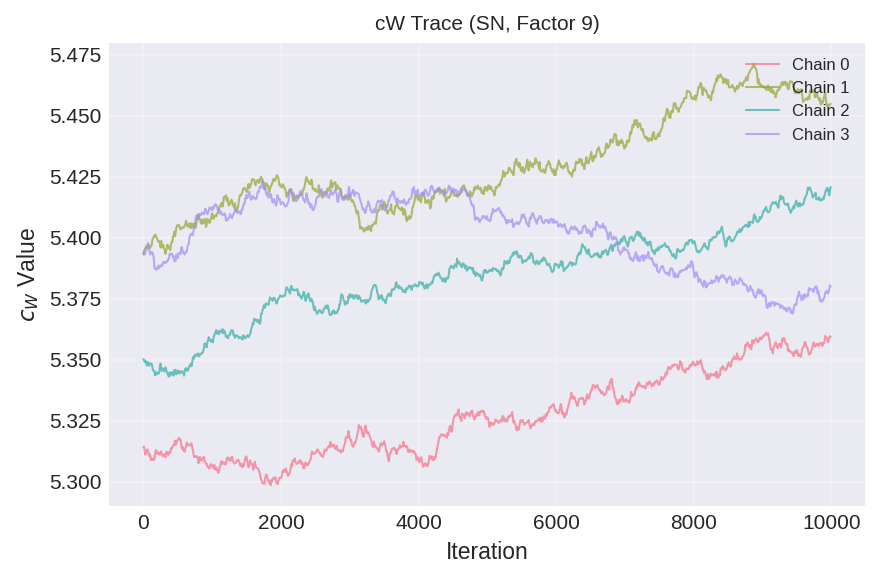 cW Trace (SN, Factor 9)
5.475
5.450
5.425
5.400
5.375
5.350
5.325
5.300
c_W Value
Chain 0
Chain 1
Chain 2
Chain 3
0 2000 4000 6000 8000 10000
Iteration